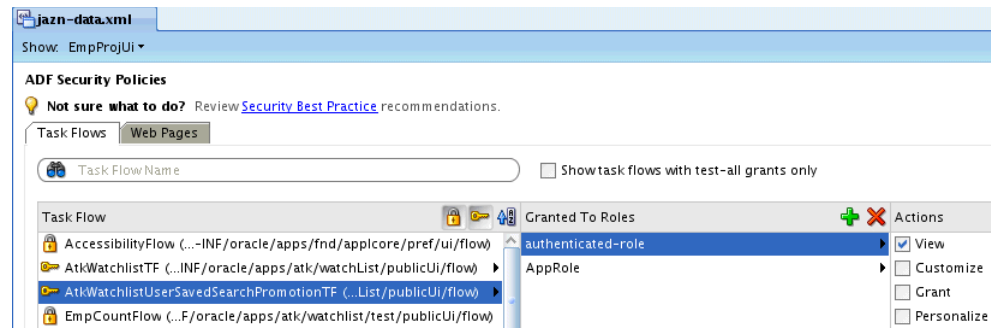 jazn-data.xml
Show: EmpProjUi
ADF Security Policies
Not sure what to do? Review Security Best Practice recommendations.
Task Flows Web Pages
Task Flow Name Show task flows with test-all grants only
Task Flow Granted To Roles Actions
AccessibilityFlow (...-INF/oracle/apps/fnd/applcore/pref/ui/flow) authenticated-role View
AtkWatchlistTF (...INF/oracle/apps/atk/watchList/publicUi/flow) AppRole Customize
AtkWatchlistUserSavedSearchPromotionTF (...List/publicUi/flow) Grant
EmpCountFlow (...F/oracle/apps/atk/watchlist/test/publicUi/flow) Personalize